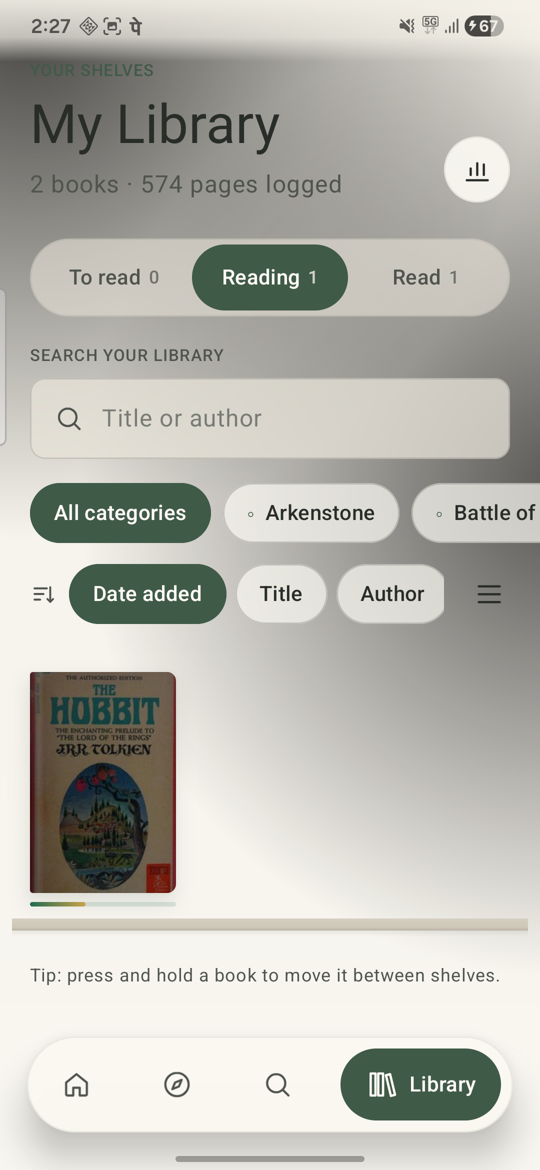 2:27 पे 5G 67
YOUR SHELVES
My Library
2 books · 574 pages logged
To read 0 Reading 1 Read 1
SEARCH YOUR LIBRARY
Title or author
All categories Arkenstone Battle of
Date added Title Author
THE AUTHORIZED EDITION
THE
HOBBIT
THE ENCHANTING PRELUDE TO
"THE LORD OF THE RINGS"
J.R.R. TOLKIEN
Tip: press and hold a book to move it between shelves.
Library